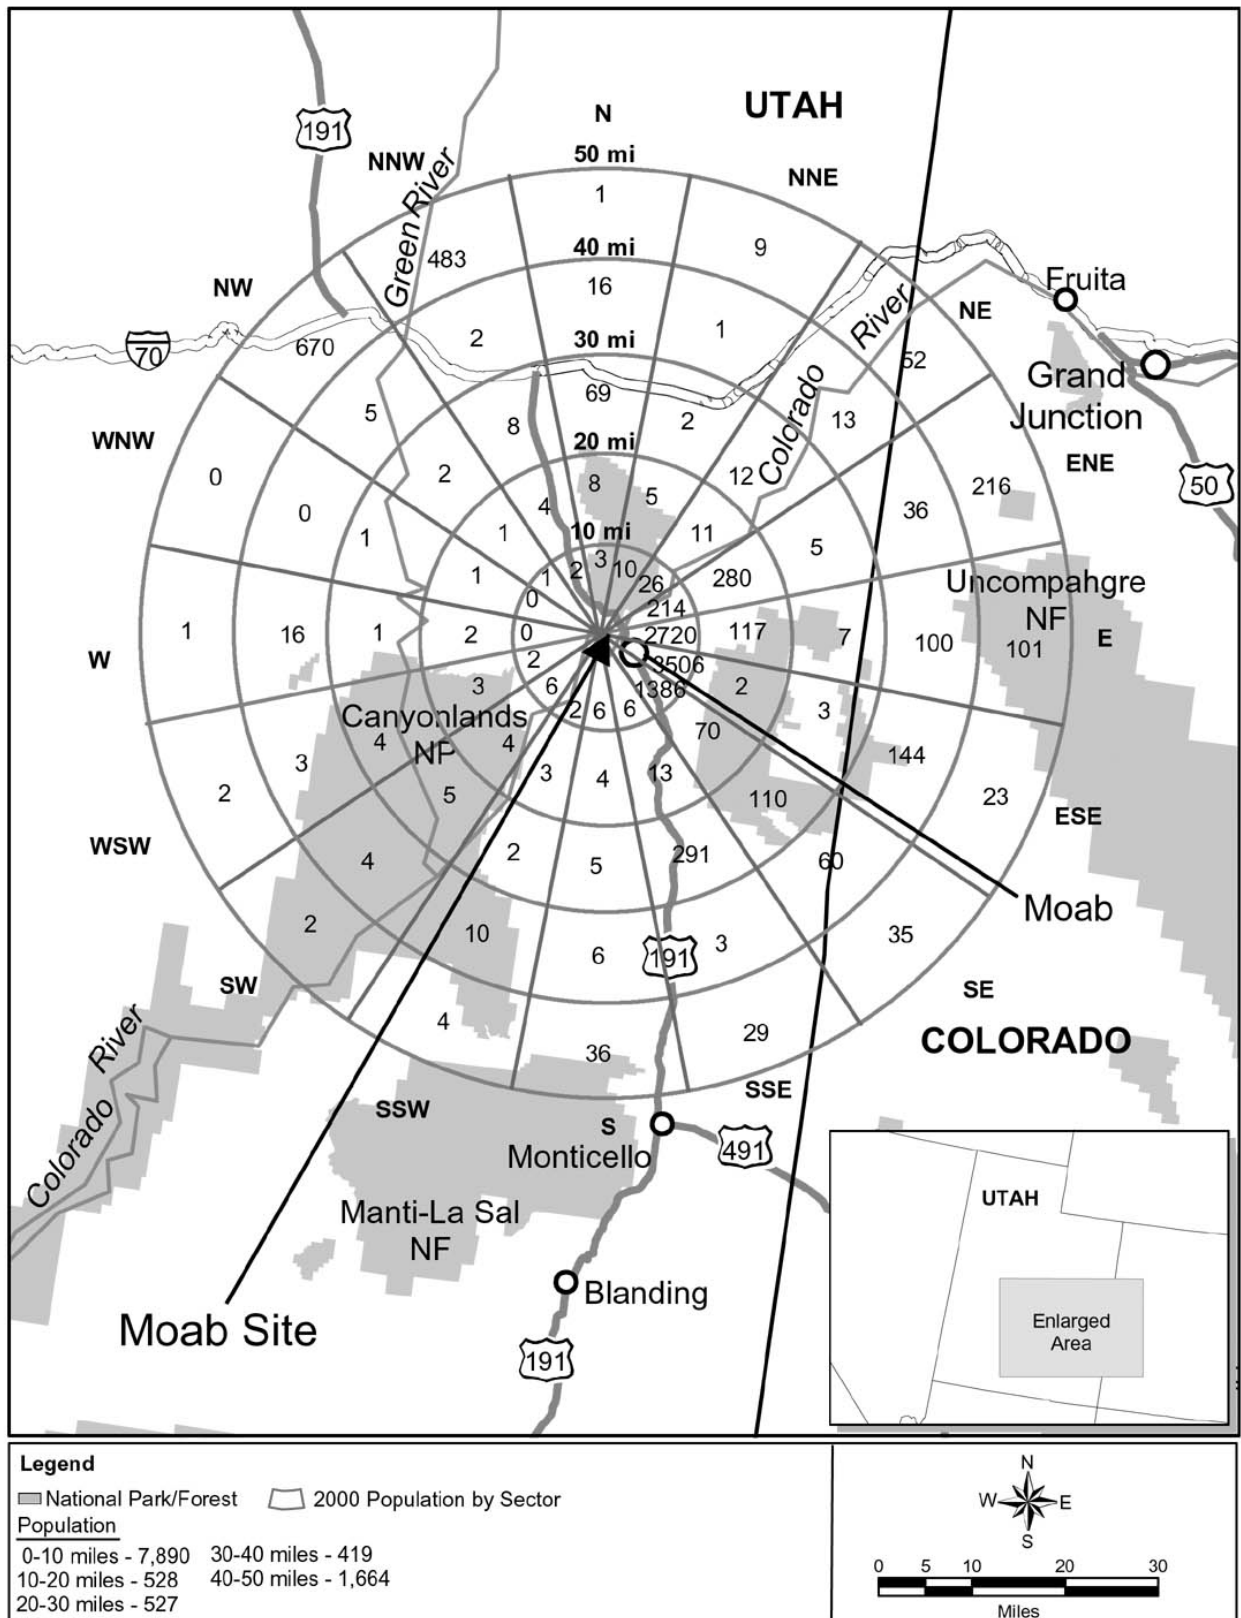 N
UTAH
191
50 mi
NNW
NNE
1
Green River
9
40 mi
483
Fruita
NW
16
River
NE
1
30 mi
2
670
70
52
Grand
Junction
Colorado
69
5
8
2
13
WNW
20 mi
ENE
0
2
12
216
50
8
5
4
36
0
10 mi
1
1
11
5
3
10
2
1
1
26
280
Uncompahgre
NF
0
214
1
16
1
2
0
2720
117
7
100
101
E
W
2
3506
3
6
1386
2
3
Canyonlands
NP
2
6
6
70
4
4
144
3
3
4
13
2
5
110
23
ESE
WSW
2
5
291
60
4
Moab
2
10
6
191
3
35
SW
SE
4
29
COLORADO
River
36
SSE
SSW
S
Monticello
491
Colorado
UTAH
Manti-La Sal
NF
Blanding
Enlarged
Area
Moab Site
191
Legend
National Park/Forest
2000 Population by Sector
Population
0-10 miles - 7,890
30-40 miles - 419
10-20 miles - 528
40-50 miles - 1,664
20-30 miles - 527
N
W
E
S
0
5
10
20
30
Miles